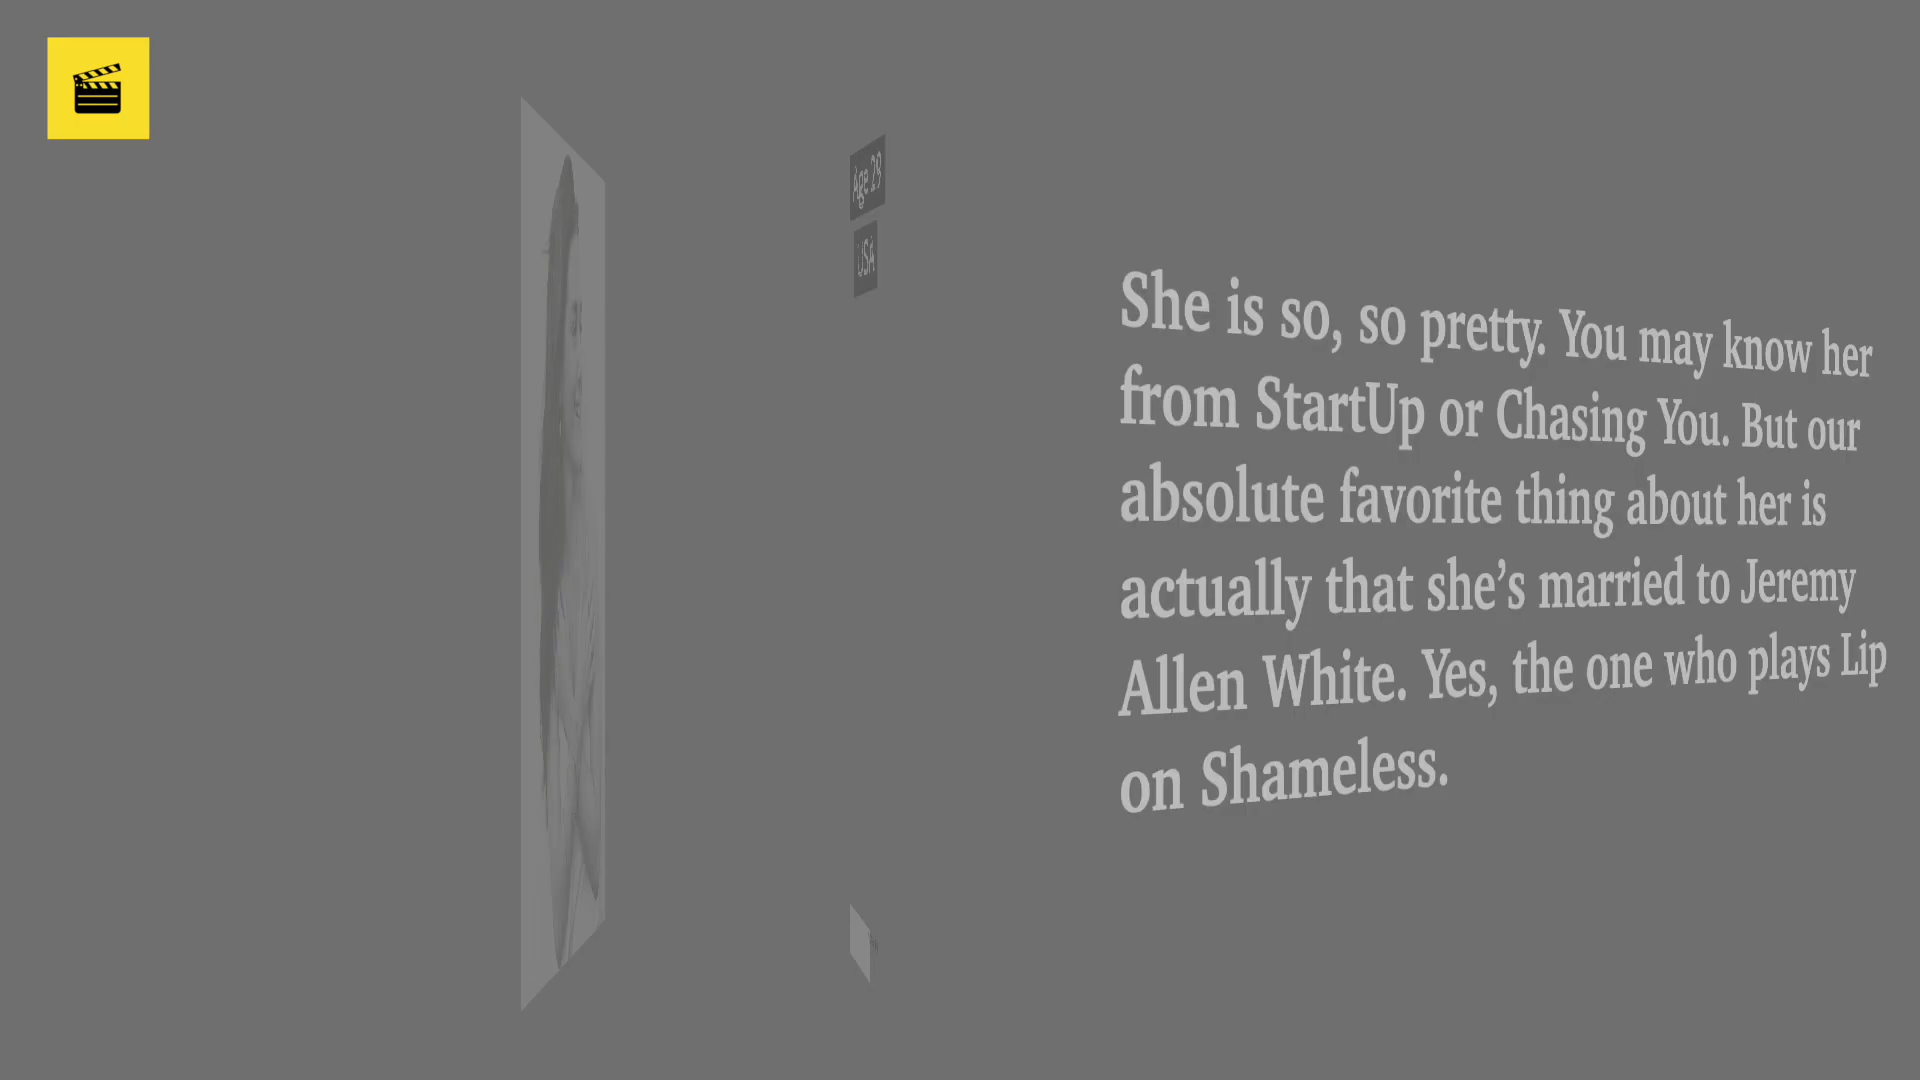 Age 29
USA
She is so, so pretty. You may know her
from StartUp or Chasing You. But our
absolute favorite thing about her is
actually that she’s married to Jeremy
Allen White. Yes, the one who plays Lip
on Shameless.